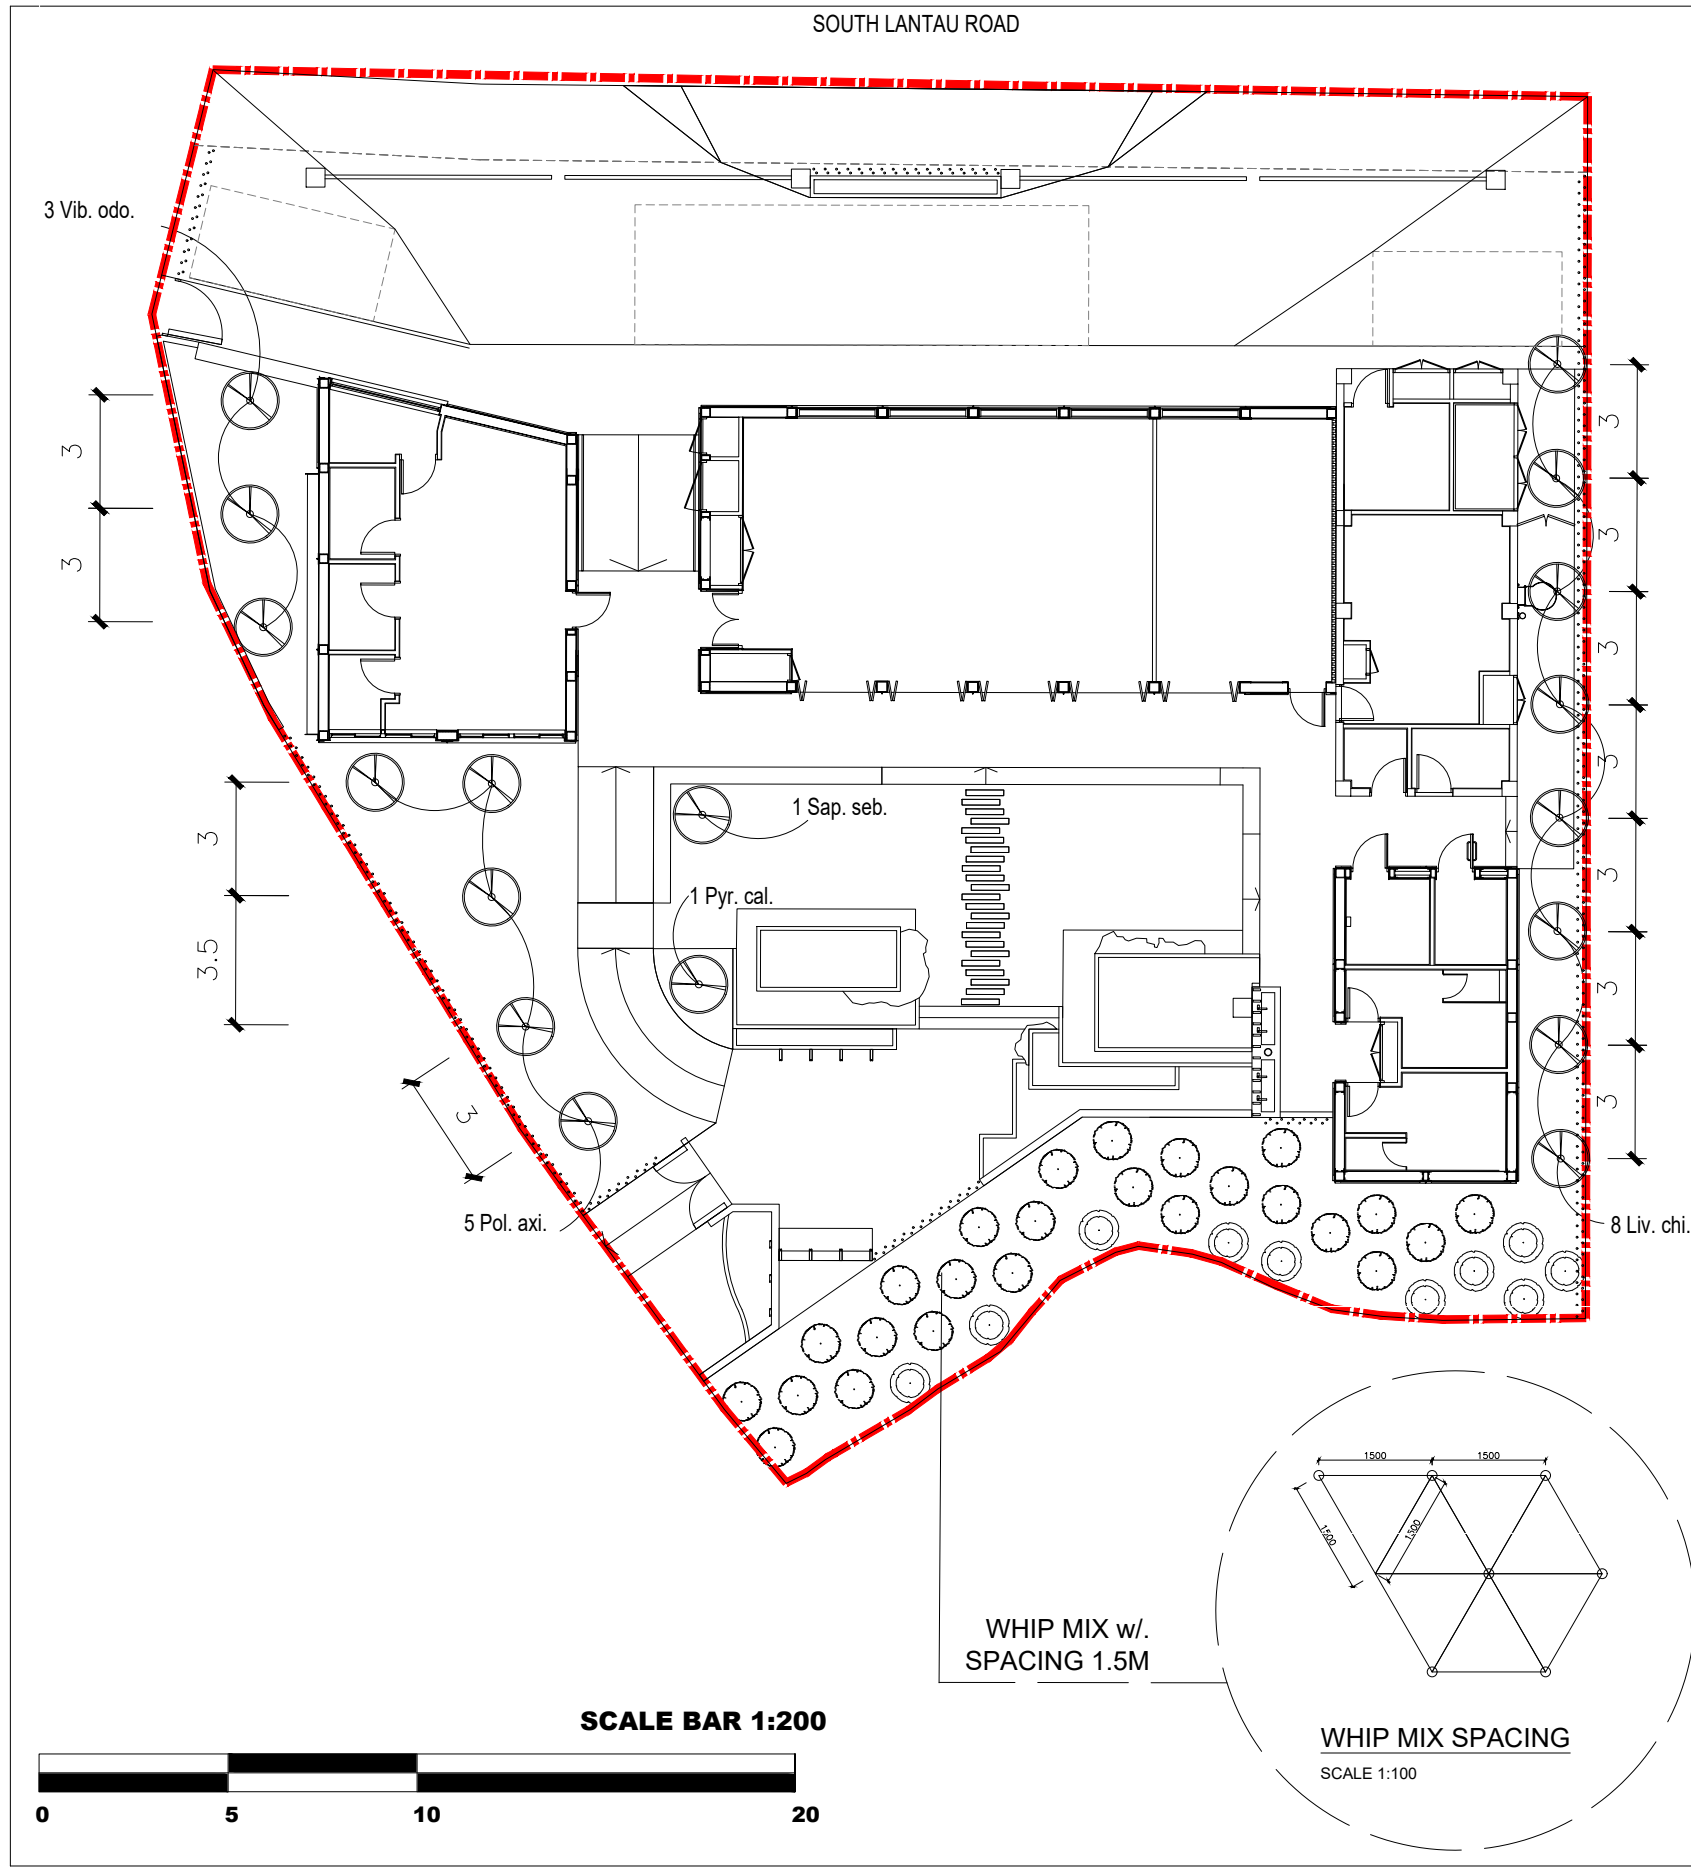 SOUTH LANTAU ROAD
3 Vib. odo.
3
3
3
3
3
3
3
3
3
1 Sap. seb.
1 Pyr. cal.
3
3.5
3
5 Pol. axi.
8 Liv. chi.
1500
1500
1500
1300
WHIP MIX w/.
SPACING 1.5M
WHIP MIX SPACING
SCALE 1:100
SCALE BAR 1:200
0 5 10 20